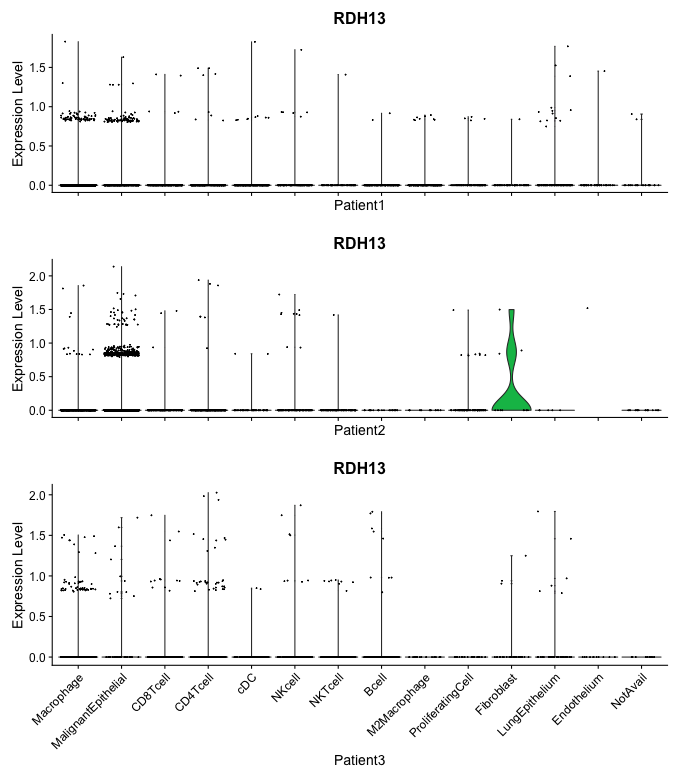 RDH13
Expression Level
1.5
1.0
0.5
0.0
Patient1
RDH13
Expression Level
2.0
1.5
1.0
0.5
0.0
Patient2
RDH13
Expression Level
2.0
1.5
1.0
0.5
0.0
Macrophage
MalignantEpithelial
CD8Tcell
CD4Tcell
cDC
NKcell
NKTcell
Bcell
M2Macrophage
ProliferatingCell
Fibroblast
LungEpithelium
Endothelium
NotAvail
Patient3